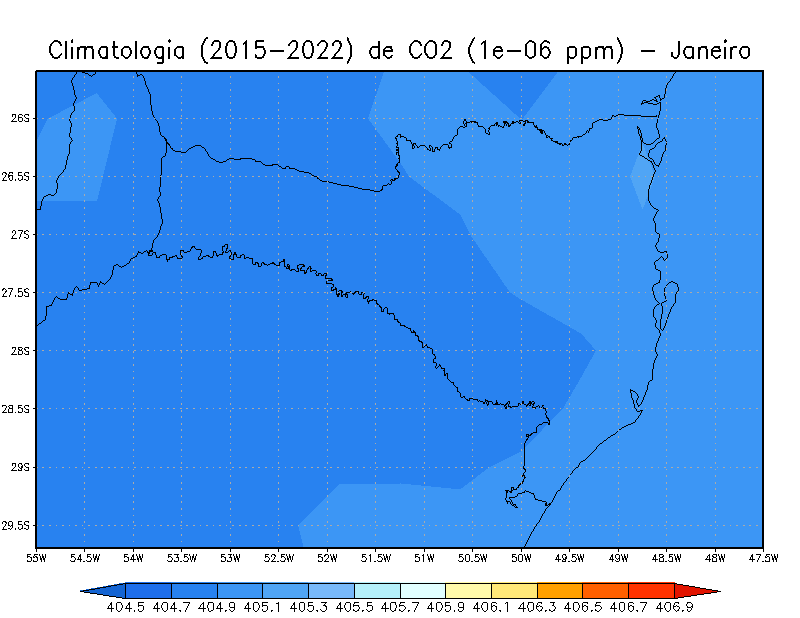 Climatologia (2015-2022) de CO2 (1e-06 ppm) - Janeiro
26S
26.5S
27S
27.5S
28S
28.5S
29S
29.5S
55W 54.5W 54W 53.5W 53W 52.5W 52W 51.5W 51W 50.5W 50W 49.5W 49W 48.5W 48W 47.5W
404.5 404.7 404.9 405.1 405.3 405.5 405.7 405.9 406.1 406.3 406.5 406.7 406.9